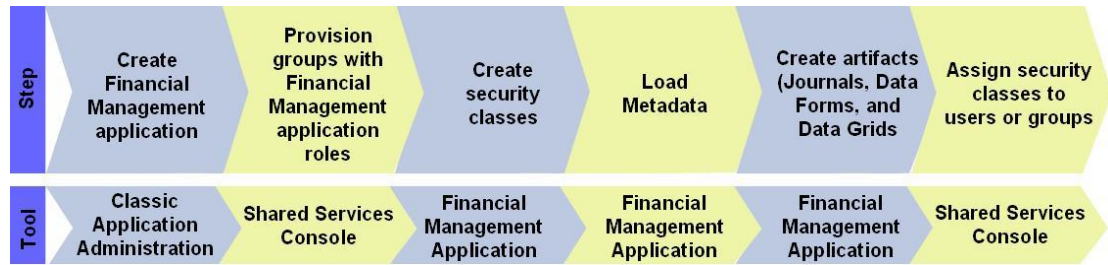 Step
Create
Financial
Management
application
Provision
groups with
Financial
Management
application
roles
Create
security
classes
Load
Metadata
Create artifacts
(Journals, Data
Forms, and
Data Grids
Assign security
classes to
users or groups
Tool
Classic
Application
Administration
Shared Services
Console
Financial
Management
Application
Financial
Management
Application
Financial
Management
Application
Shared Services
Console